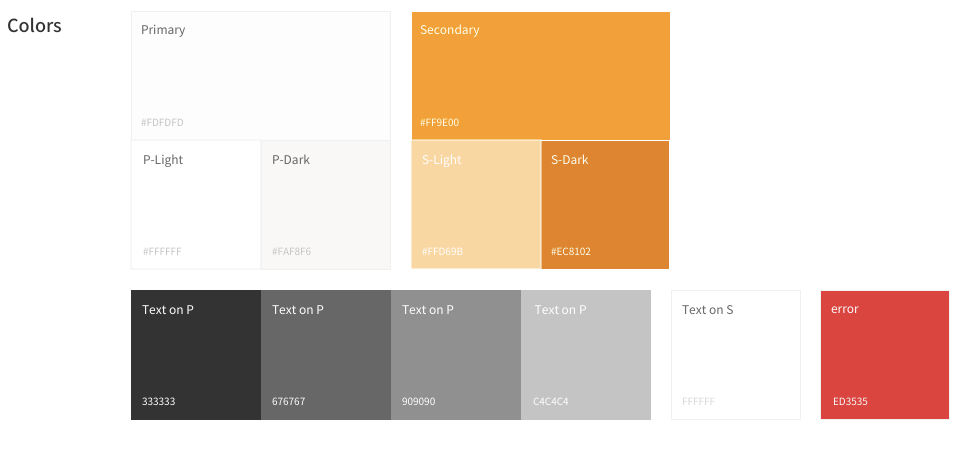 Colors
Primary
#FDFDFD
Secondary
#FF9E00
P-Light
#FFFFFF
P-Dark
#FAF8F6
S-Light
#FFD69B
S-Dark
#EC8102
Text on P
333333
Text on P
676767
Text on P
909090
Text on P
C4C4C4
Text on S
FFFFFF
error
ED3535